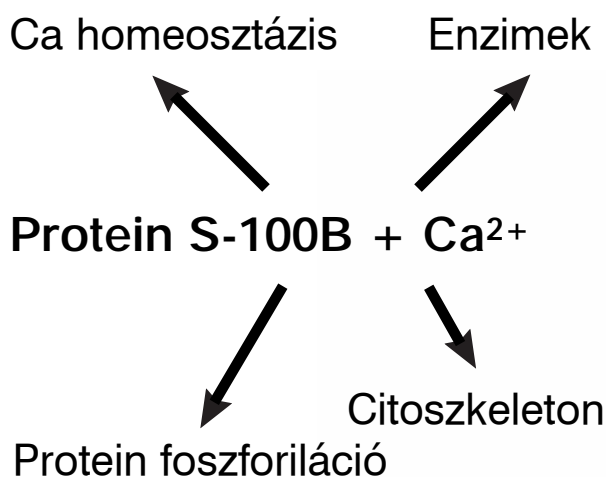 Ca homeosztázis
Enzimek
Protein S-100B + Ca²⁺
Citoszkeleton
Protein foszforiláció